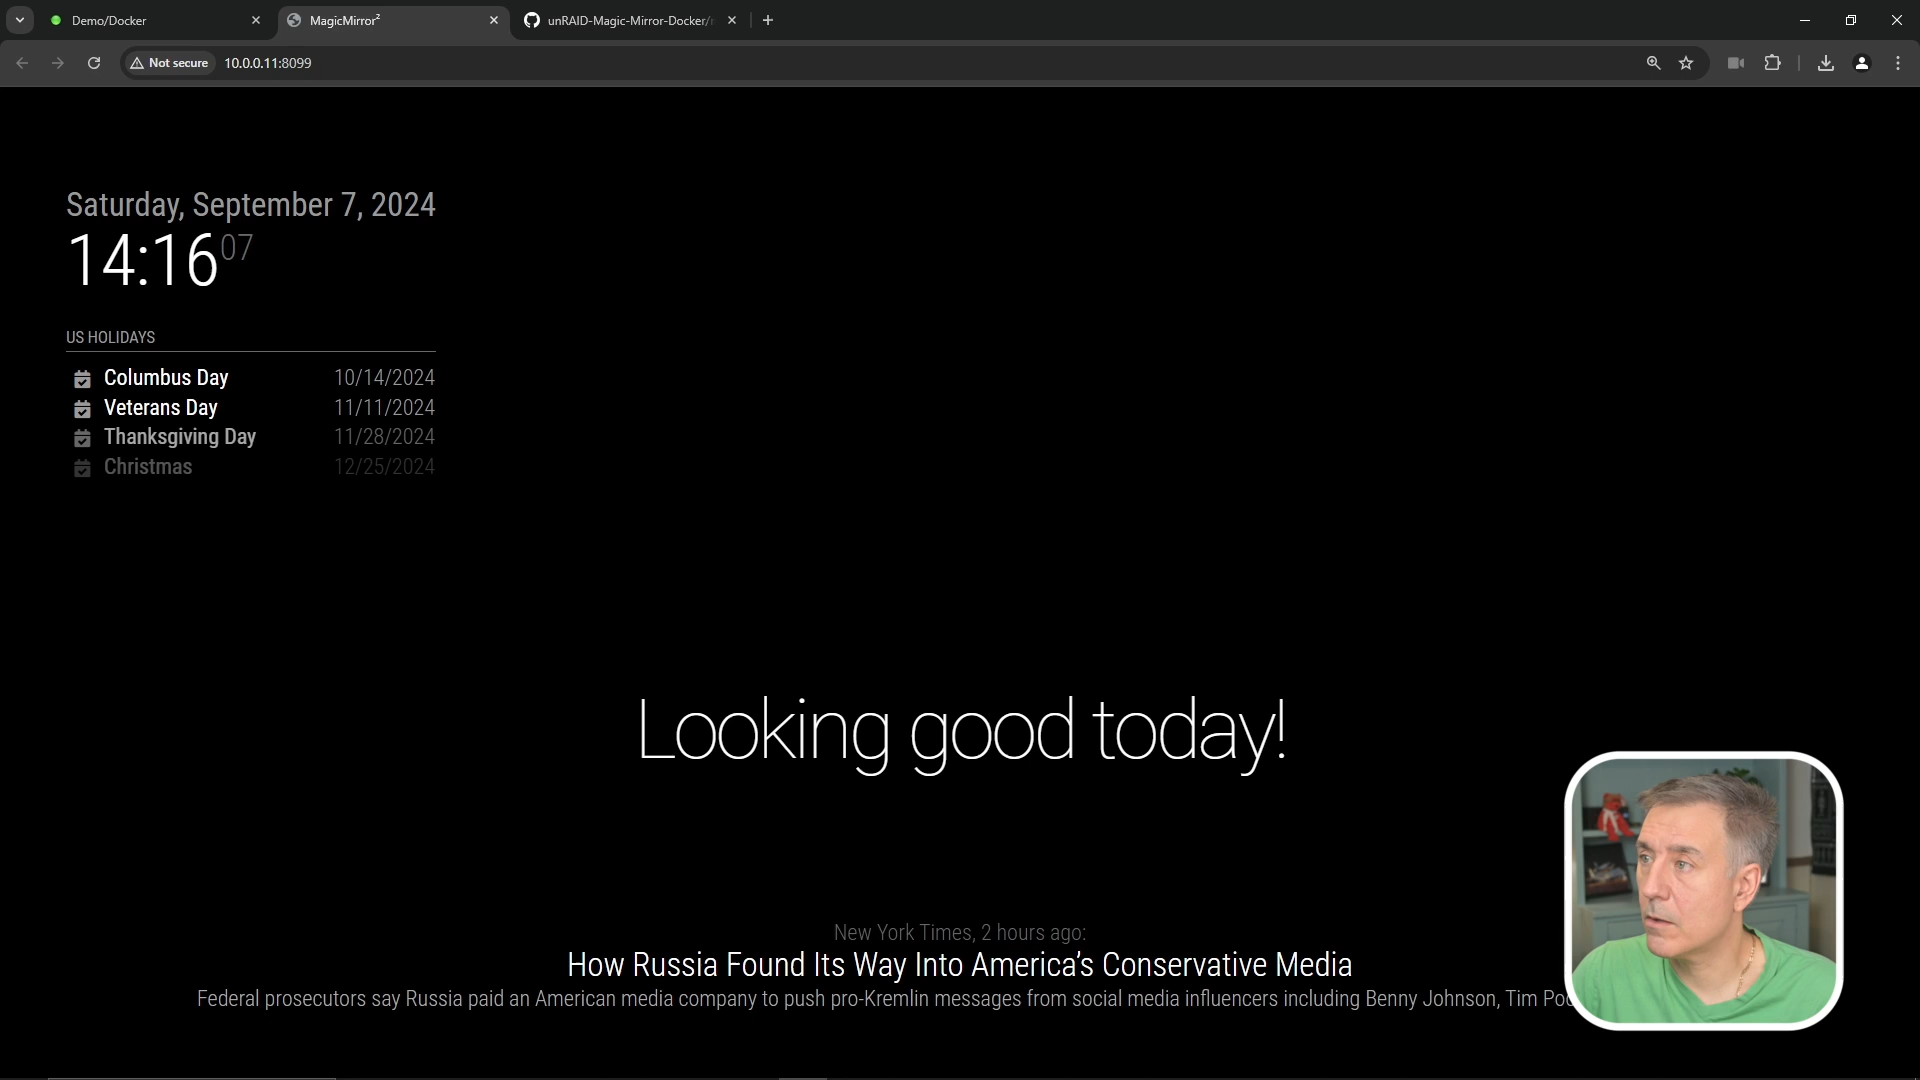 Demo/Docker
MagicMirror²
unRAID-Magic-Mirror-Docker/
Not secure
10.0.0.11:8099
Saturday, September 7, 2024
14:16 07
US HOLIDAYS
Columbus Day 10/14/2024
Veterans Day 11/11/2024
Thanksgiving Day 11/28/2024
Christmas 12/25/2024
Looking good today!
New York Times, 2 hours ago:
How Russia Found Its Way Into America’s Conservative Media
Federal prosecutors say Russia paid an American media company to push pro-Kremlin messages from social media influencers including Benny Johnson, Tim